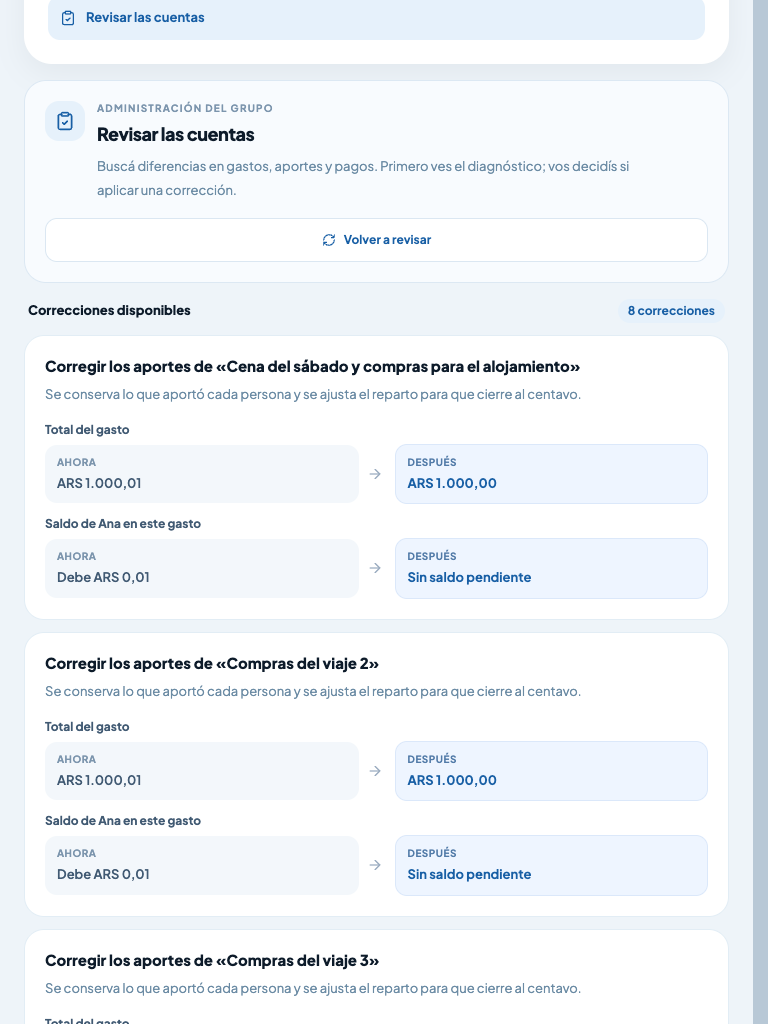 Revisar las cuentas
ADMINISTRACIÓN DEL GRUPO
Revisar las cuentas
Buscá diferencias en gastos, aportes y pagos. Primero ves el diagnóstico; vos decidís si
aplicar una corrección.
Volver a revisar
Correcciones disponibles
8 correcciones
Corregir los aportes de «Cena del sábado y compras para el alojamiento»
Se conserva lo que aportó cada persona y se ajusta el reparto para que cierre al centavo.
Total del gasto
AHORA
ARS 1.000,01
DESPUÉS
ARS 1.000,00
Saldo de Ana en este gasto
AHORA
Debe ARS 0,01
DESPUÉS
Sin saldo pendiente
Corregir los aportes de «Compras del viaje 2»
Se conserva lo que aportó cada persona y se ajusta el reparto para que cierre al centavo.
Total del gasto
AHORA
ARS 1.000,01
DESPUÉS
ARS 1.000,00
Saldo de Ana en este gasto
AHORA
Debe ARS 0,01
DESPUÉS
Sin saldo pendiente
Corregir los aportes de «Compras del viaje 3»
Se conserva lo que aportó cada persona y se ajusta el reparto para que cierre al centavo.
Total del gasto